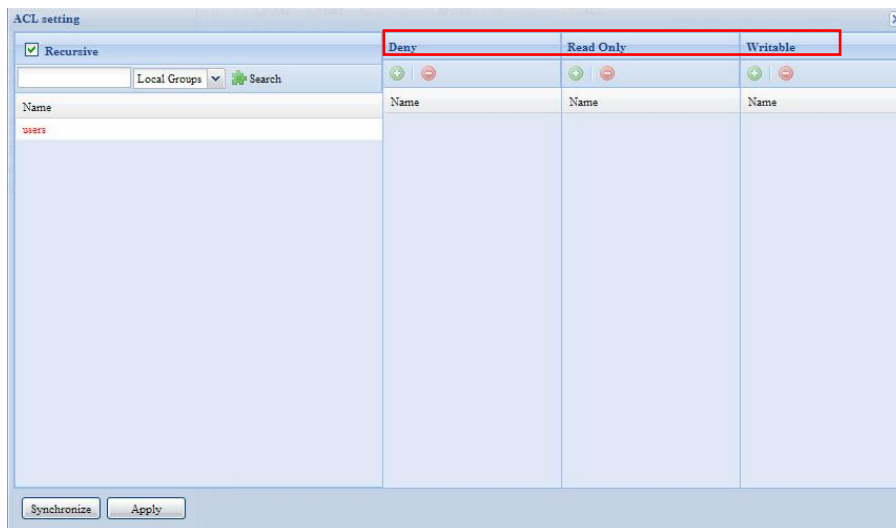 ACL setting
Recursive
Deny
Read Only
Writable
Local Groups
Search
Name
Name
Name
Name
users
Synchronize
Apply